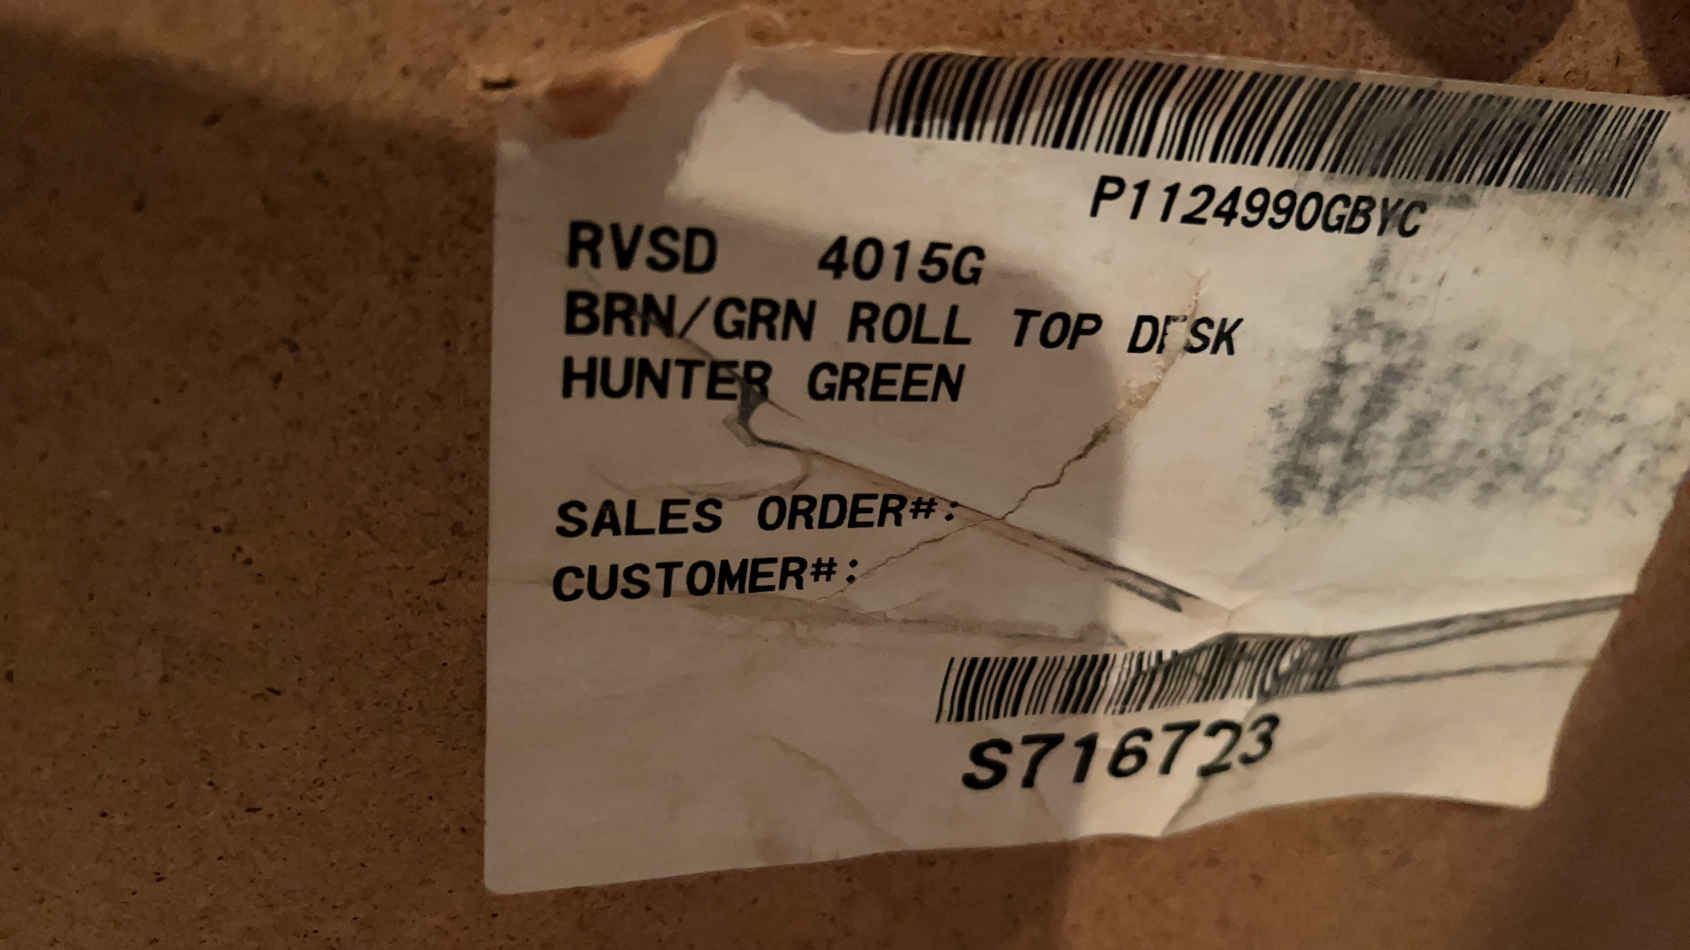 P1124990GBYC
RVSD 4015G
BRN/GRN ROLL TOP DESK
HUNTER GREEN
SALES ORDER#:
CUSTOMER#:
S716723